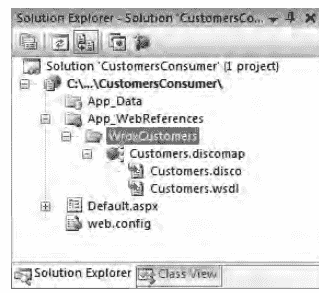 Solution Explorer - Solution 'CustomersCo...
Solution 'CustomersConsumer' (1 project)
C:\...\CustomersConsumer\
App_Data
App_WebReferences
WroxCustomers
Customers.discomap
Customers.disco
Customers.wsdl
Default.aspx
web.config
Solution Explorer Class View